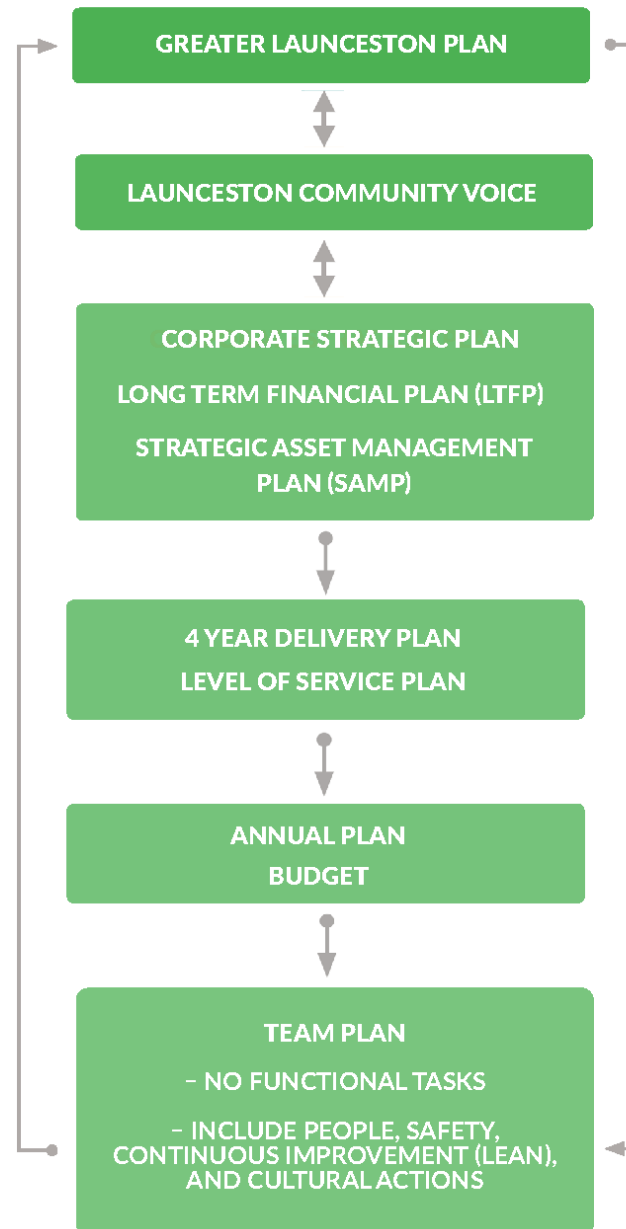 GREATER LAUNCESTON PLAN
LAUNCESTON COMMUNITY VOICE
CORPORATE STRATEGIC PLAN
LONG TERM FINANCIAL PLAN (LTFP)
STRATEGIC ASSET MANAGEMENT
PLAN (SAMP)
4 YEAR DELIVERY PLAN
LEVEL OF SERVICE PLAN
ANNUAL PLAN
BUDGET
TEAM PLAN
– NO FUNCTIONAL TASKS
– INCLUDE PEOPLE, SAFETY,
CONTINUOUS IMPROVEMENT (LEAN),
AND CULTURAL ACTIONS